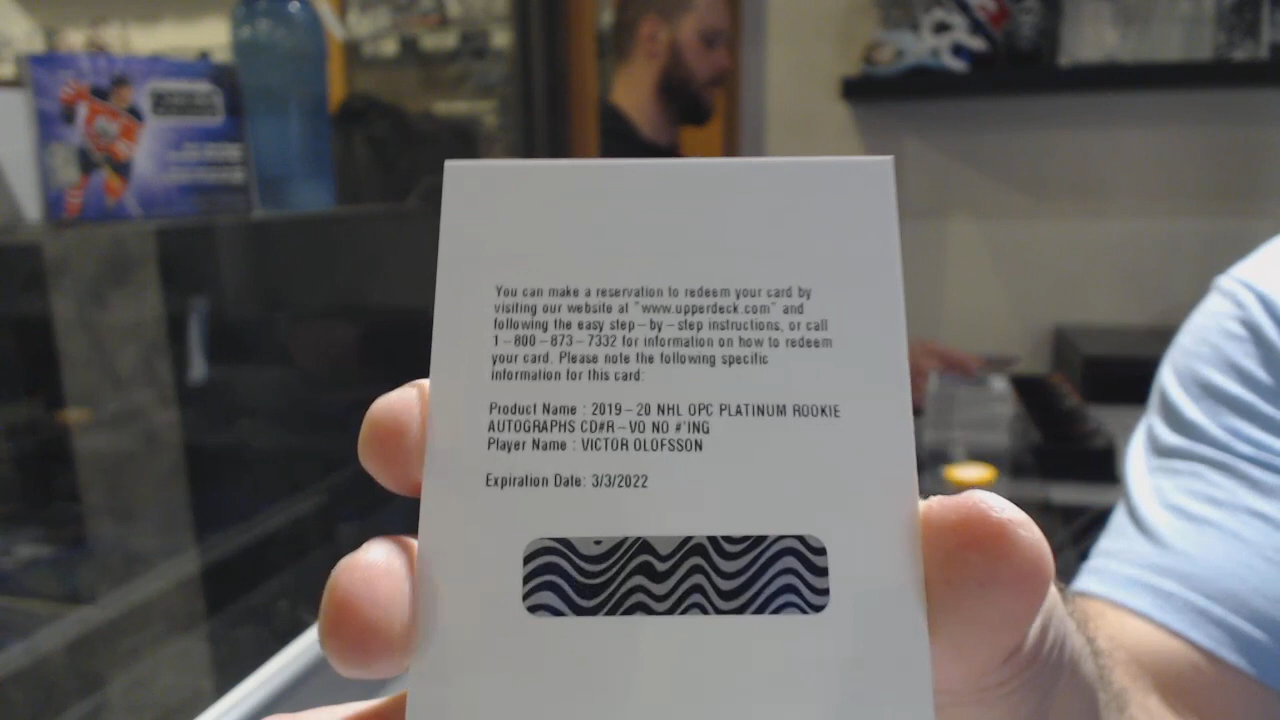 You can make a reservation to redeem your card by
visiting our website at "www.upperdeck.com" and
following the easy step-by-step instructions, or call
1-800-873-7332 for information on how to redeem
your card. Please note the following specific
information for this card:
Product Name : 2019-20 NHL OPC PLATINUM ROOKIE
AUTOGRAPHS CD#R-VO NO #'ING
Player Name : VICTOR OLOFSSON
Expiration Date: 3/3/2022